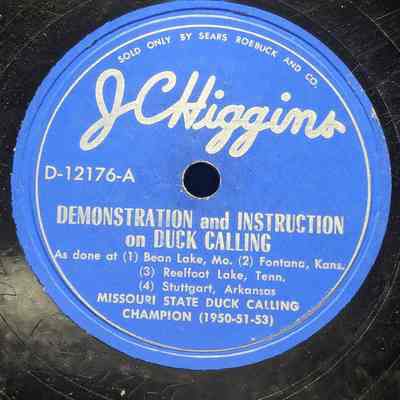 SOLD ONLY BY SEARS ROEBUCK AND CO.
J.C.Higgins
D-12176-A
DEMONSTRATION and INSTRUCTION
on DUCK CALLING
As done at (1) Bean Lake, Mo. (2) Fontana, Kans.
(3) Reelfoot Lake, Tenn.
(4) Stuttgart, Arkansas
MISSOURI STATE DUCK CALLING
CHAMPION (1950-51-53)